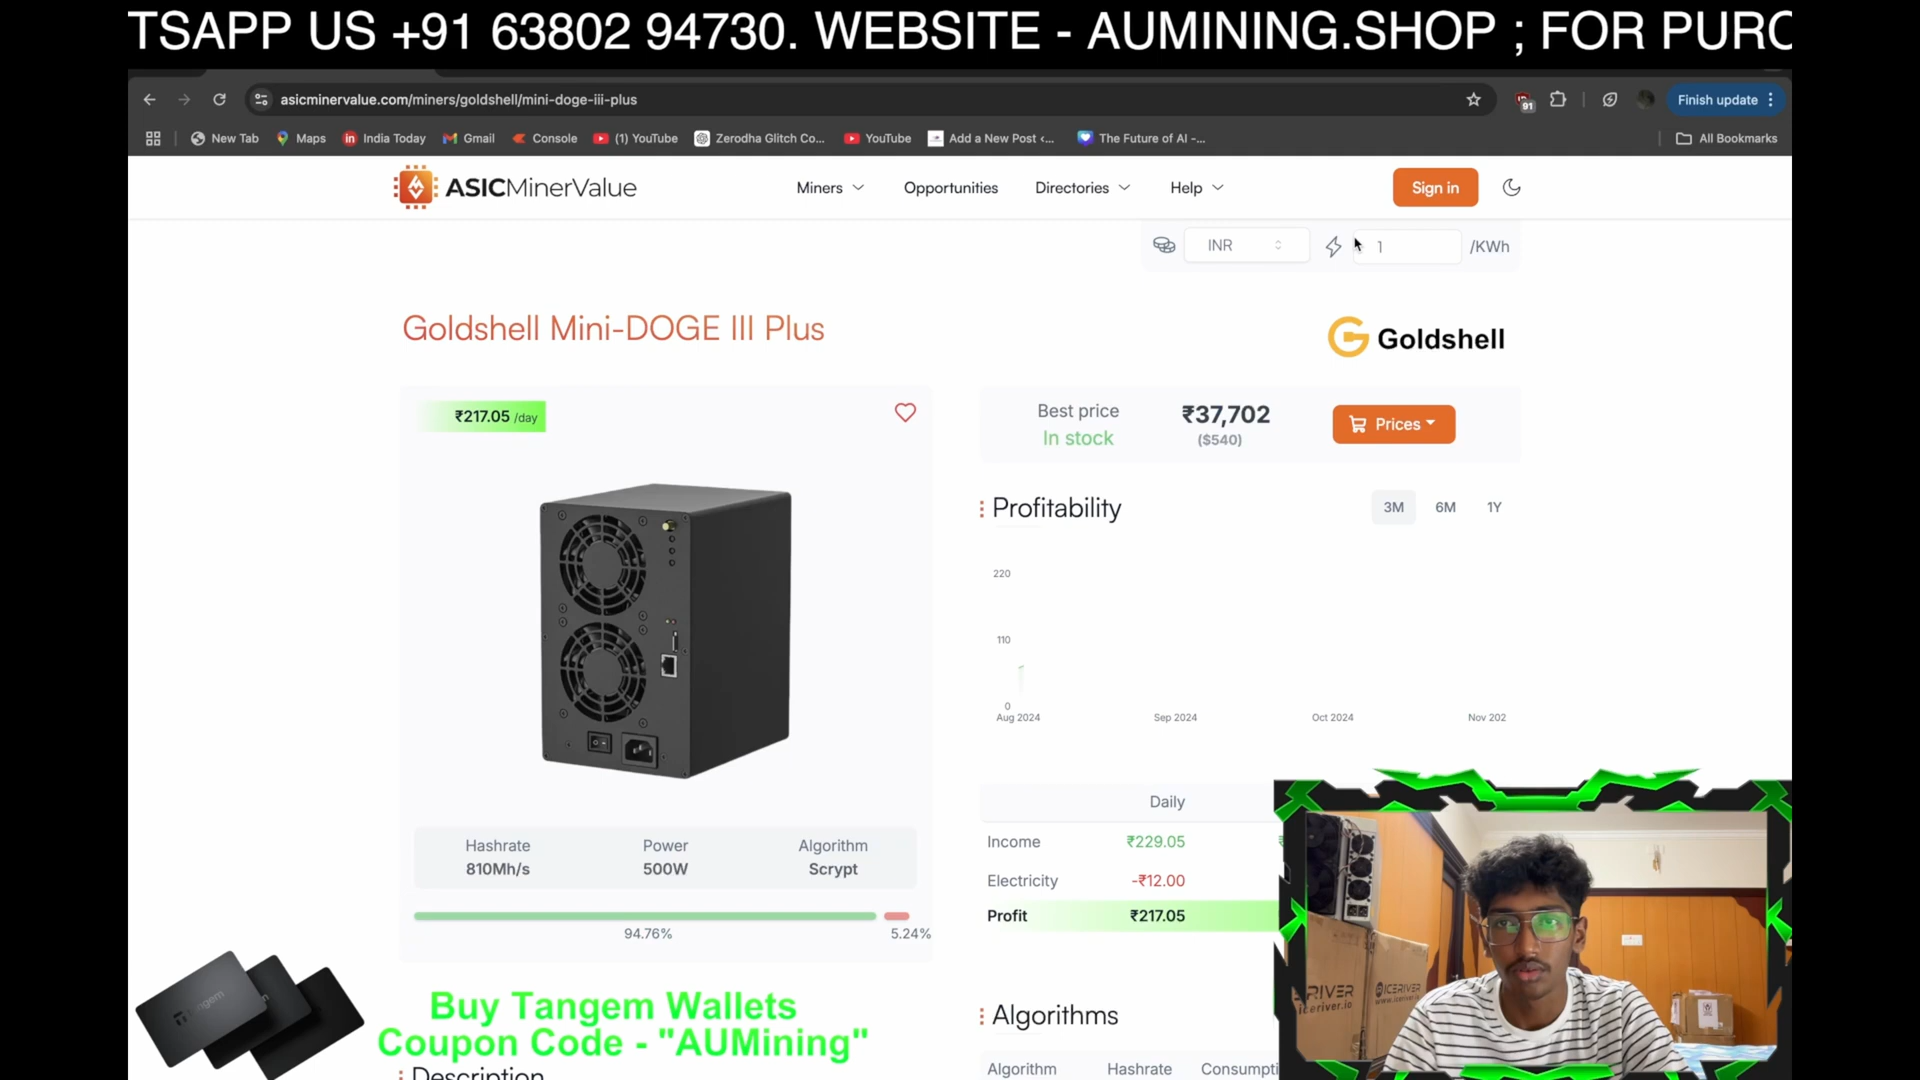 TSAPP US +91 63802 94730. WEBSITE - AUMINING.SHOP ; FOR PURC
asicminervalue.com/miners/goldshell/mini-doge-iii-plus
91
Finish update
New Tab
Maps
India Today
Gmail
Console
(1) YouTube
Zerodha Glitch Co...
YouTube
Add a New Post ‹...
The Future of AI -...
All Bookmarks
ASICMinerValue
Miners
Opportunities
Directories
Help
Sign in
INR
1
/KWh
Goldshell Mini-DOGE III Plus
Goldshell
₹217.05 /day
Best price
In stock
₹37,702
($540)
Prices
Profitability
3M
6M
1Y
220
110
0
Aug 2024
Sep 2024
Oct 2024
Nov 202
Hashrate
810Mh/s
Power
500W
Algorithm
Scrypt
94.76%
5.24%
Daily
Income
₹229.05
Electricity
-₹12.00
Profit
₹217.05
Tangem
Buy Tangem Wallets
Coupon Code - "AUMining"
Description
Algorithms
Algorithm
Hashrate
Consumpti
ICERIVER